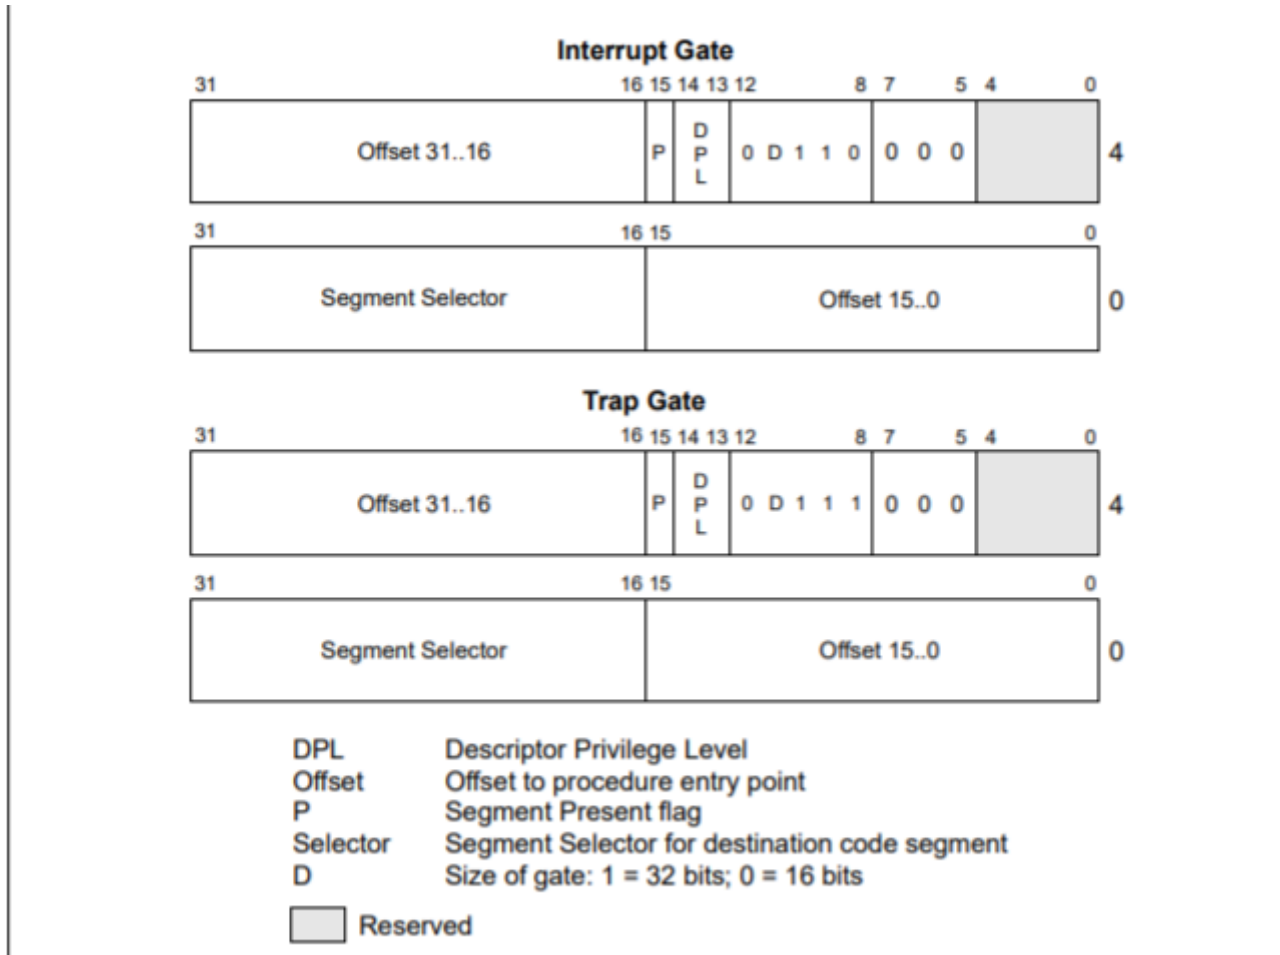 Interrupt Gate
31 16 15 14 13 12 8 7 5 4 0
Offset 31..16 P DPL 0 D 1 1 0 0 0 0 4
31 16 15 0
Segment Selector Offset 15..0 0
Trap Gate
31 16 15 14 13 12 8 7 5 4 0
Offset 31..16 P DPL 0 D 1 1 1 0 0 0 4
31 16 15 0
Segment Selector Offset 15..0 0
DPL Descriptor Privilege Level
Offset Offset to procedure entry point
P Segment Present flag
Selector Segment Selector for destination code segment
D Size of gate: 1 = 32 bits; 0 = 16 bits
Reserved